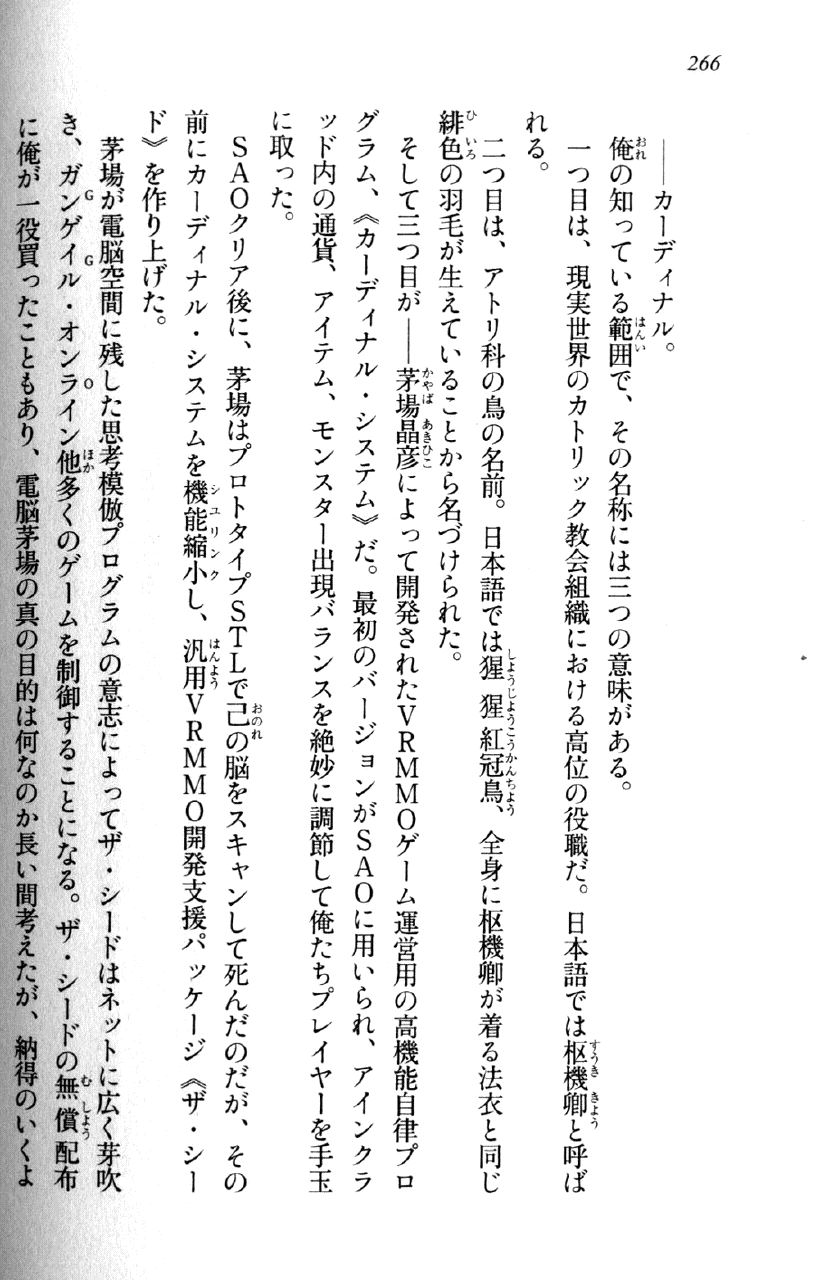 266
――カーディナル。
俺の知っている範囲で、その名称には三つの意味がある。
一つ目は、現実世界のカトリック教会組織における高位の役職だ。日本語では枢機卿と呼ば
れる。
二つ目は、アトリ科の鳥の名前。日本語では猩猩紅冠鳥、全身に枢機卿が着る法衣と同じ
緋色の羽毛が生えていることから名づけられた。
そして三つ目が――茅場晶彦によって開発されたＶＲＭＭＯゲーム運営用の高機能自律プロ
グラム、《カーディナル・システム》だ。最初のバージョンがＳＡＯに用いられ、アインクラ
ッド内の通貨、アイテム、モンスター出現バランスを絶妙に調節して俺たちプレイヤーを手玉
に取った。
ＳＡＯクリア後に、茅場はプロトタイプＳＴＬで己の脳をスキャンして死んだのだが、その
前にカーディナル・システムを機能縮小し、汎用ＶＲＭＭＯ開発支援パッケージ《ザ・シー
ド》を作り上げた。
茅場が電脳空間に残した思考模倣プログラムの意志によってザ・シードはネットに広く芽吹
き、ガンゲイル・オンライン他多くのゲームを制御することになる。ザ・シードの無償配布
に俺が一役買ったこともあり、電脳茅場の真の目的は何なのか長い間考えたが、納得のいくよ